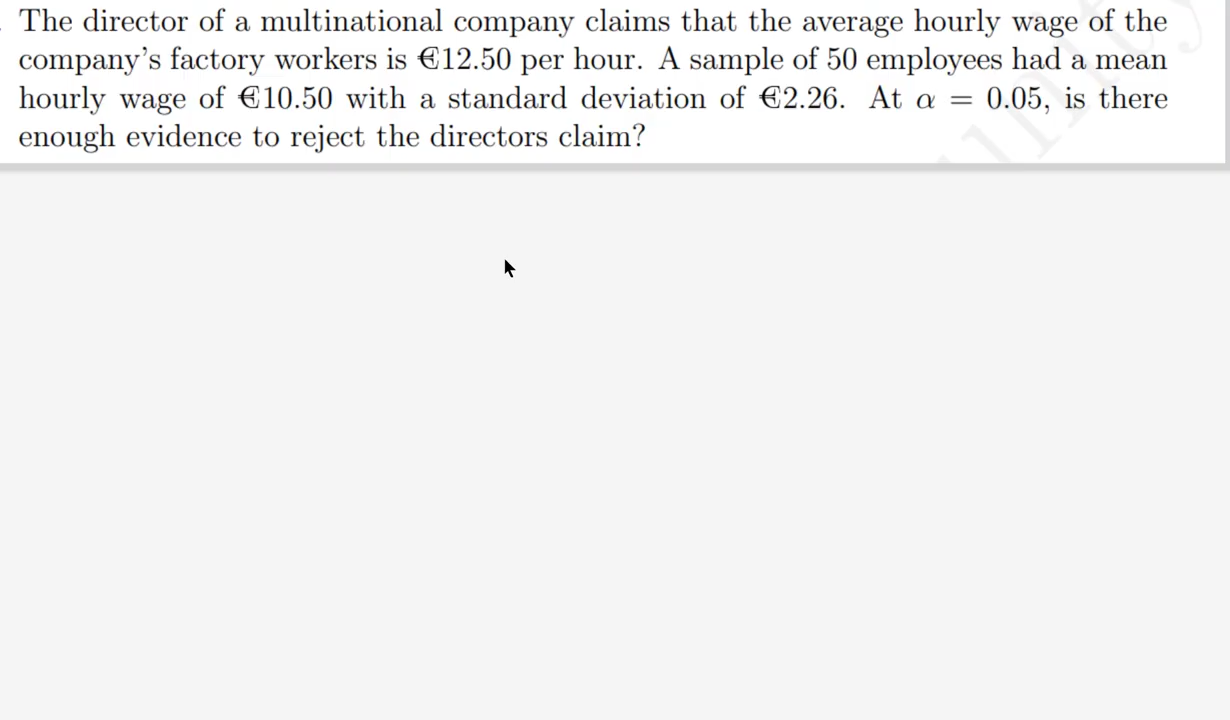 The director of a multinational company claims that the average hourly wage of the
company's factory workers is €12.50 per hour. A sample of 50 employees had a mean
hourly wage of €10.50 with a standard deviation of €2.26. At α = 0.05, is there
enough evidence to reject the directors claim?